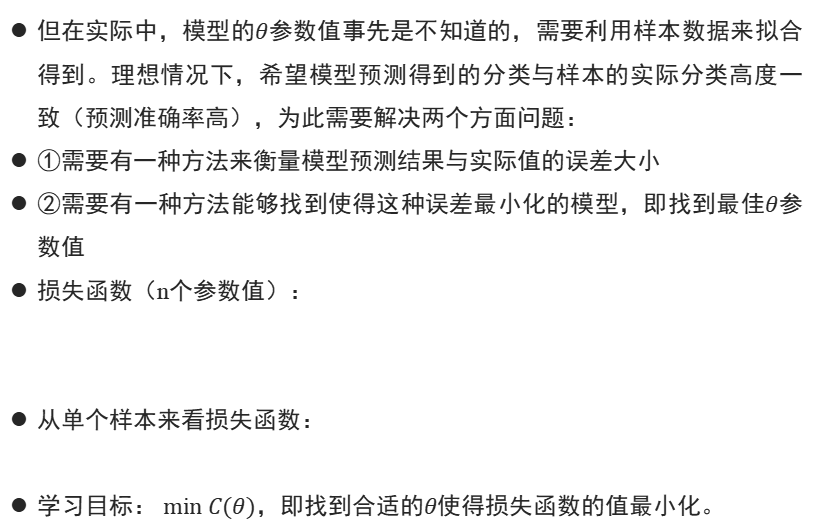 ● 但在实际中，模型的θ参数值事先是不知道的，需要利用样本数据来拟合
得到。理想情况下，希望模型预测得到的分类与样本的实际分类高度一
致（预测准确率高），为此需要解决两个方面问题：
● ①需要有一种方法来衡量模型预测结果与实际值的误差大小
● ②需要有一种方法能够找到使得这种误差最小化的模型，即找到最佳θ参
数值
● 损失函数（n个参数值）：
● 从单个样本来看损失函数：
● 学习目标： min C(θ)，即找到合适的θ使得损失函数的值最小化。